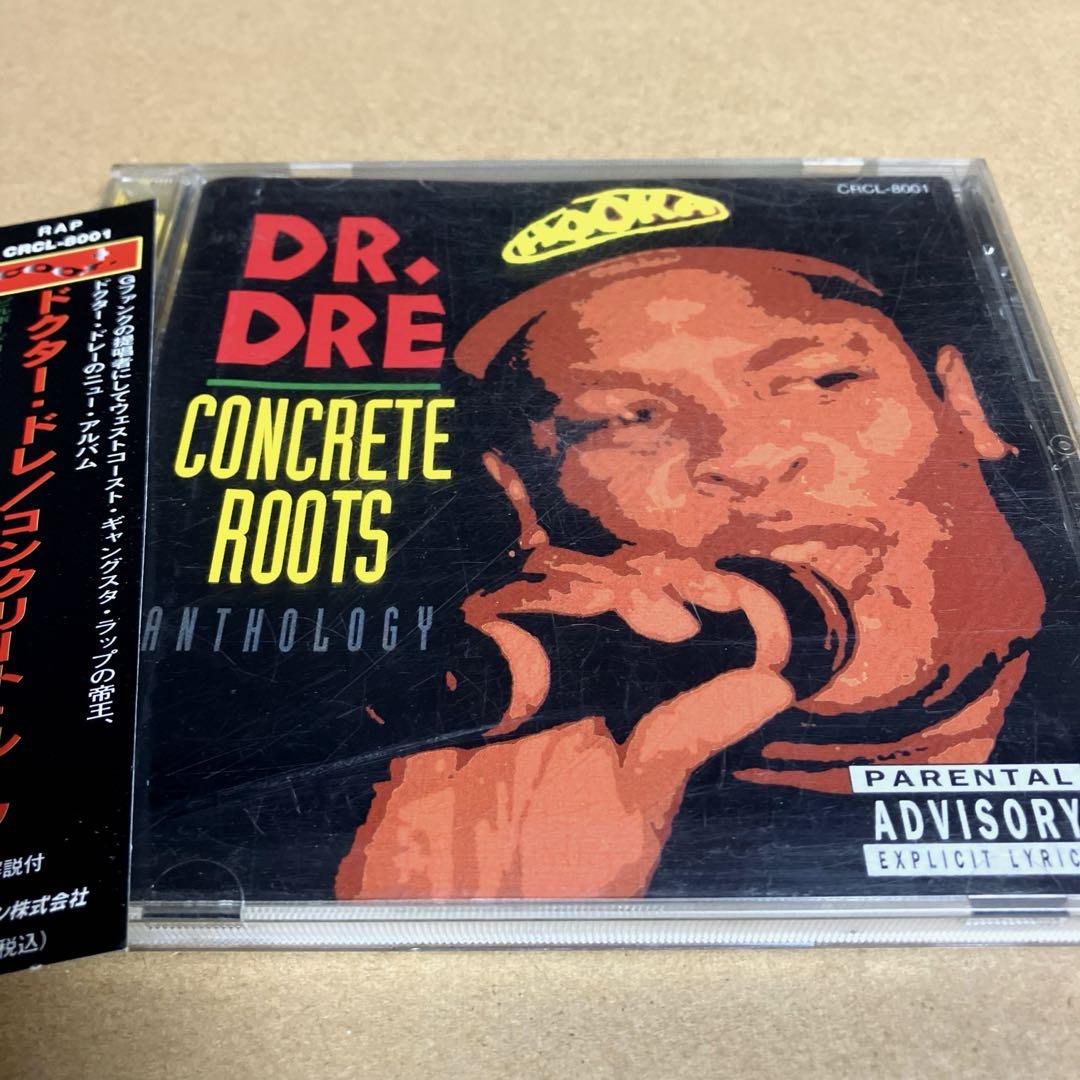 RAP
CRCL-8001
Gファンクの提唱者にしてウェストコースト・ギャングスタ・ラップの帝王、
ドクター・ドレーのニュー・アルバム
ドクター・ドレ／コンクリート・ル
解説付
ン株式会社
税込)
CRCL-8001
HOOKA
DR.
DRE
CONCRETE
ROOTS
ANTHOLOGY
PARENTAL
ADVISORY
EXPLICIT LYRIC